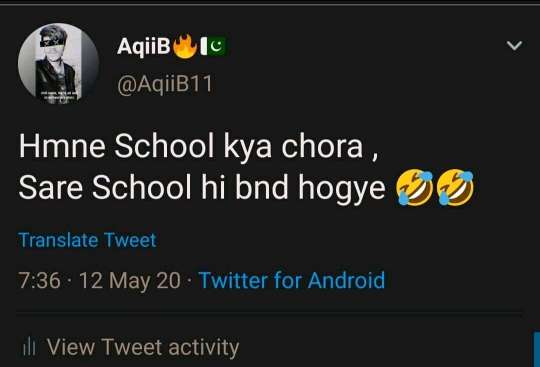 AqiiB🔥🇵🇰
@AqiiB11
Hmne School kya chora ,
Sare School hi bnd hogye 🤣🤣
Translate Tweet
7:36 · 12 May 20 · Twitter for Android
View Tweet activity